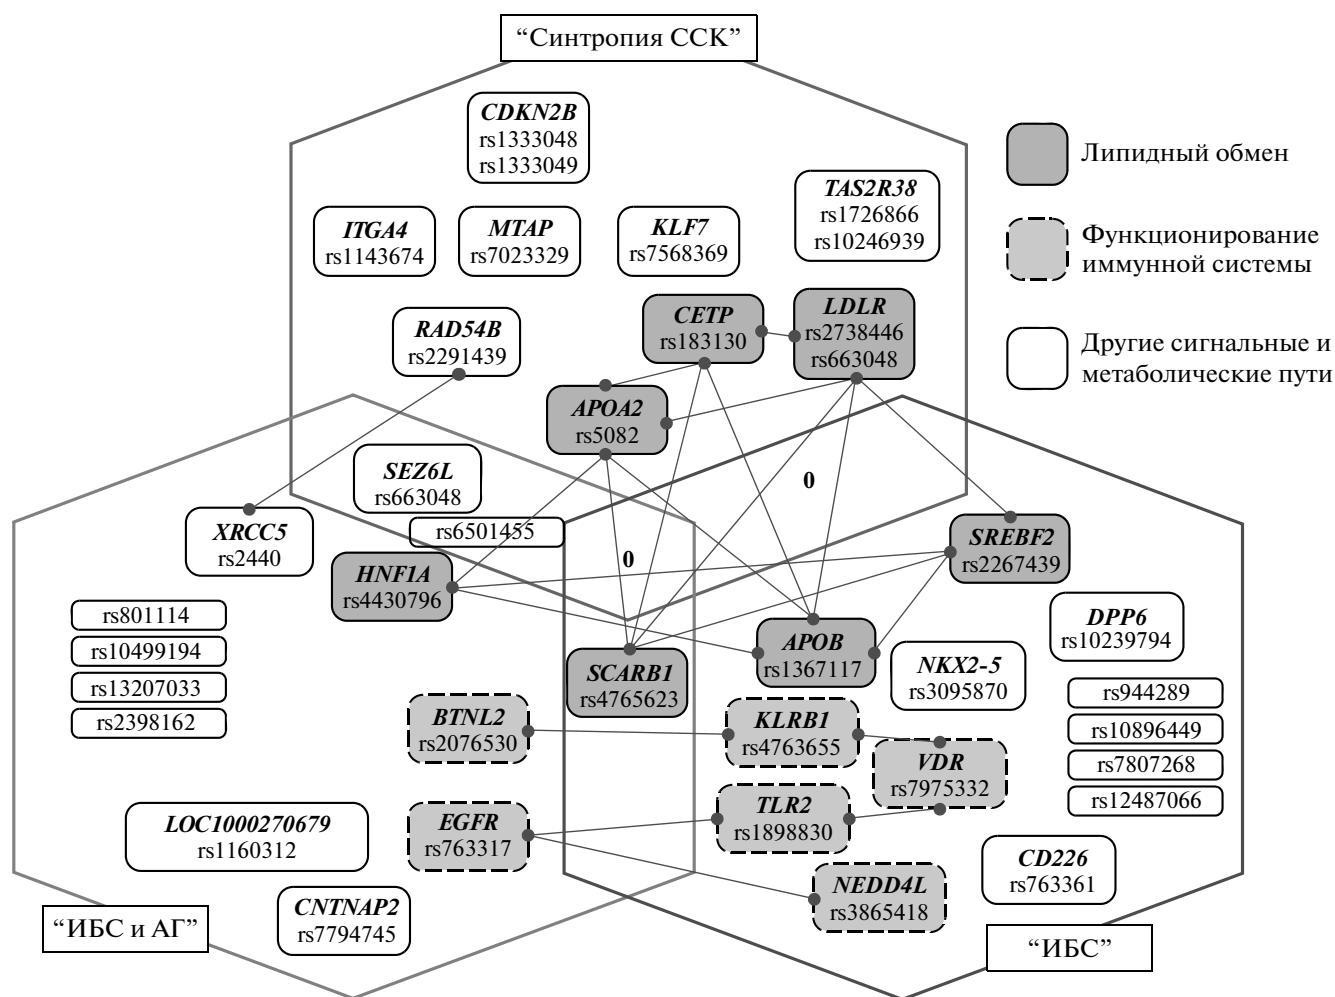 “Синтропия ССК”
CDKN2B
rs1333048
rs1333049
Липидный обмен
TAS2R38
rs1726866
rs10246939
ITGA4
rs1143674
MTAP
rs7023329
KLF7
rs7568369
Функционирование
иммунной системы
CETP
rs183130
LDLR
rs2738446
rs663048
RAD54B
rs2291439
Другие сигнальные и
метаболические пути
APOA2
rs5082
SEZ6L
rs663048
0
XRCC5
rs2440
rs6501455
0
SREBF2
rs2267439
HNF1A
rs4430796
rs801114
rs10499194
rs13207033
rs2398162
SCARB1
rs4765623
APOB
rs1367117
NKX2-5
rs3095870
DPP6
rs10239794
rs944289
rs10896449
rs7807268
rs12487066
BTNL2
rs2076530
KLRB1
rs4763655
VDR
rs7975332
LOC1000270679
rs1160312
EGFR
rs763317
TLR2
rs1898830
CD226
rs763361
NEDD4L
rs3865418
CNTNAP2
rs7794745
“ИБС и АГ”
“ИБС”